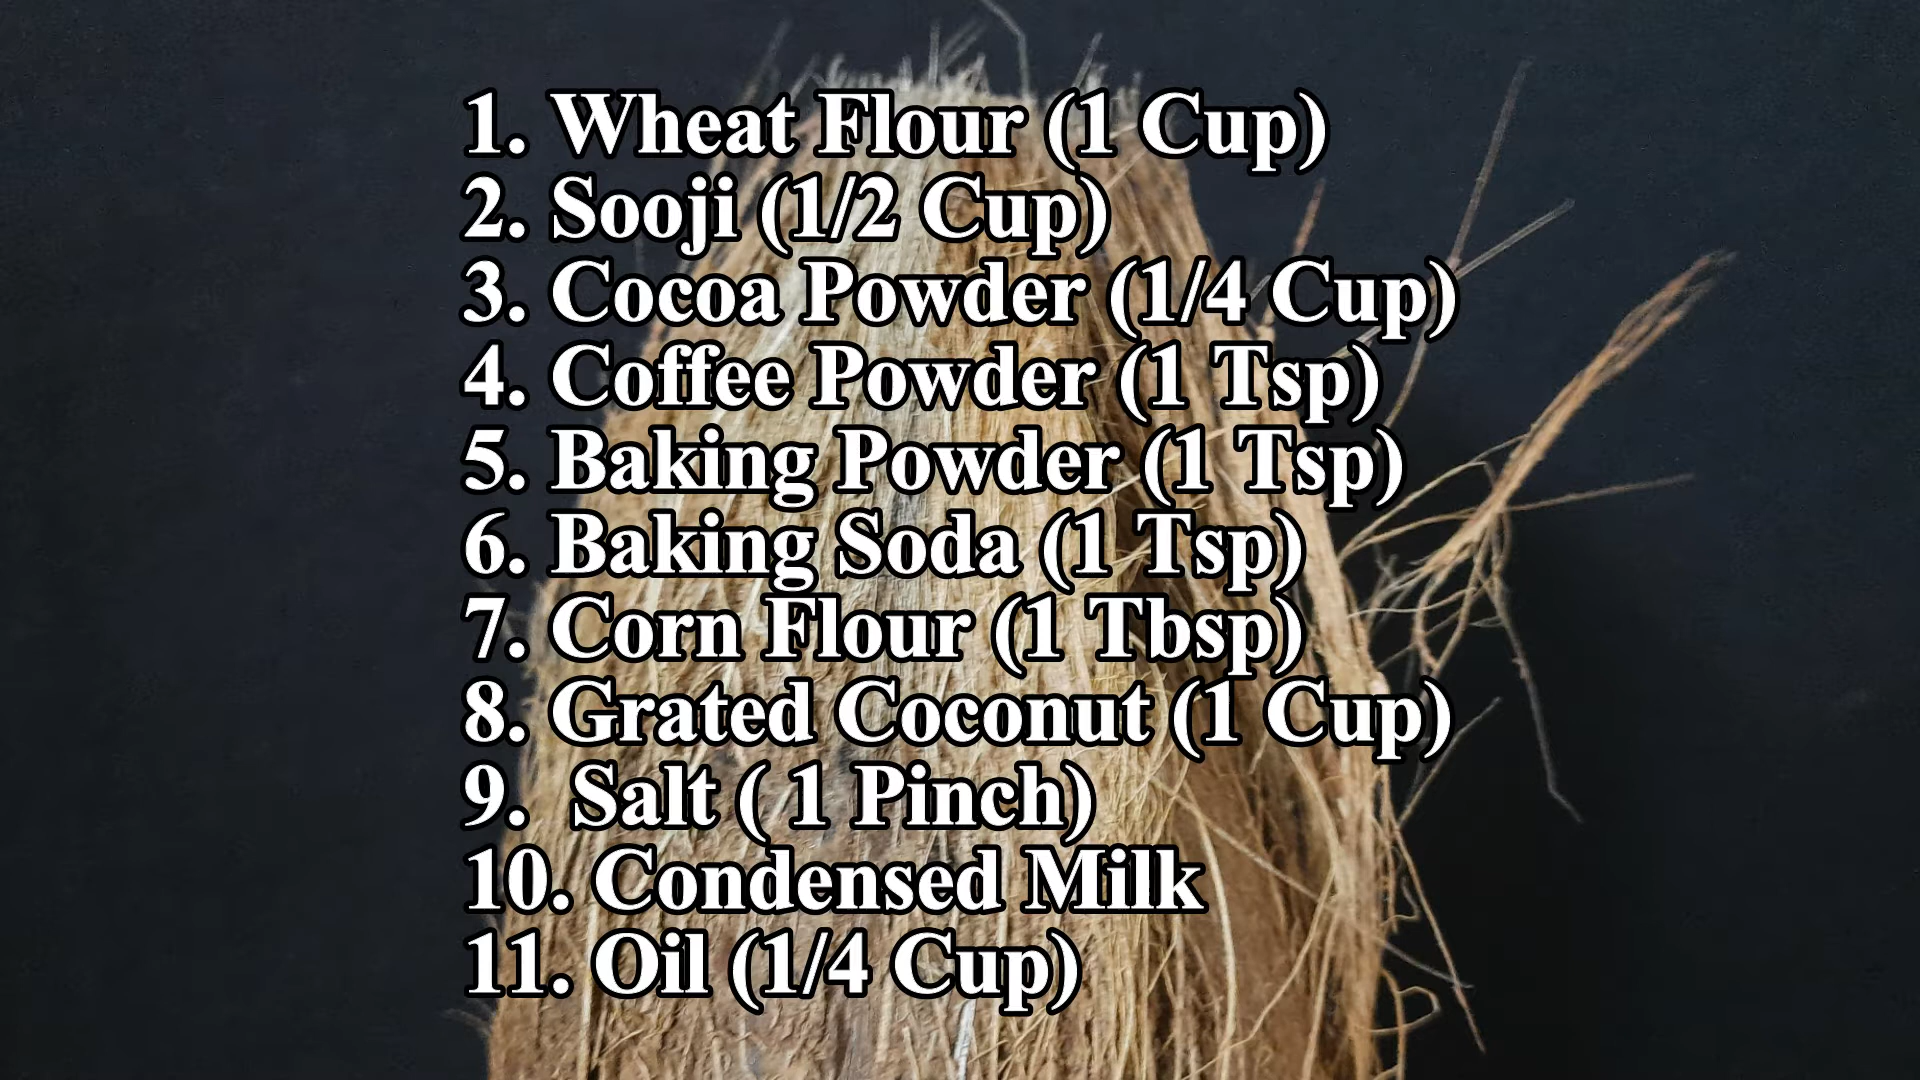 1. Wheat Flour (1 Cup)
2. Sooji (1/2 Cup)
3. Cocoa Powder (1/4 Cup)
4. Coffee Powder (1 Tsp)
5. Baking Powder (1 Tsp)
6. Baking Soda (1 Tsp)
7. Corn Flour (1 Tbsp)
8. Grated Coconut (1 Cup)
9.  Salt ( 1 Pinch)
10. Condensed Milk
11. Oil (1/4 Cup)